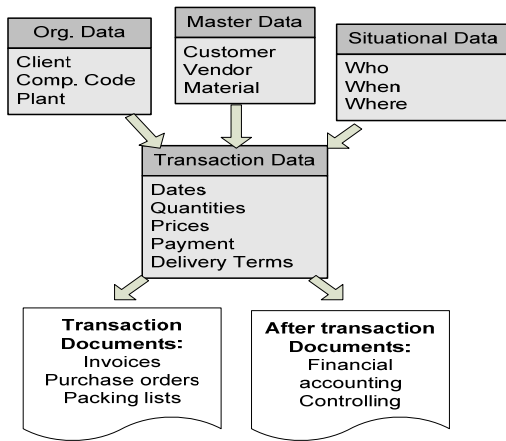 Org. Data
Client
Comp. Code
Plant
Master Data
Customer
Vendor
Material
Situational Data
Who
When
Where
Transaction Data
Dates
Quantities
Prices
Payment
Delivery Terms
Transaction
Documents:
Invoices
Purchase orders
Packing lists
After transaction
Documents:
Financial
accounting
Controlling